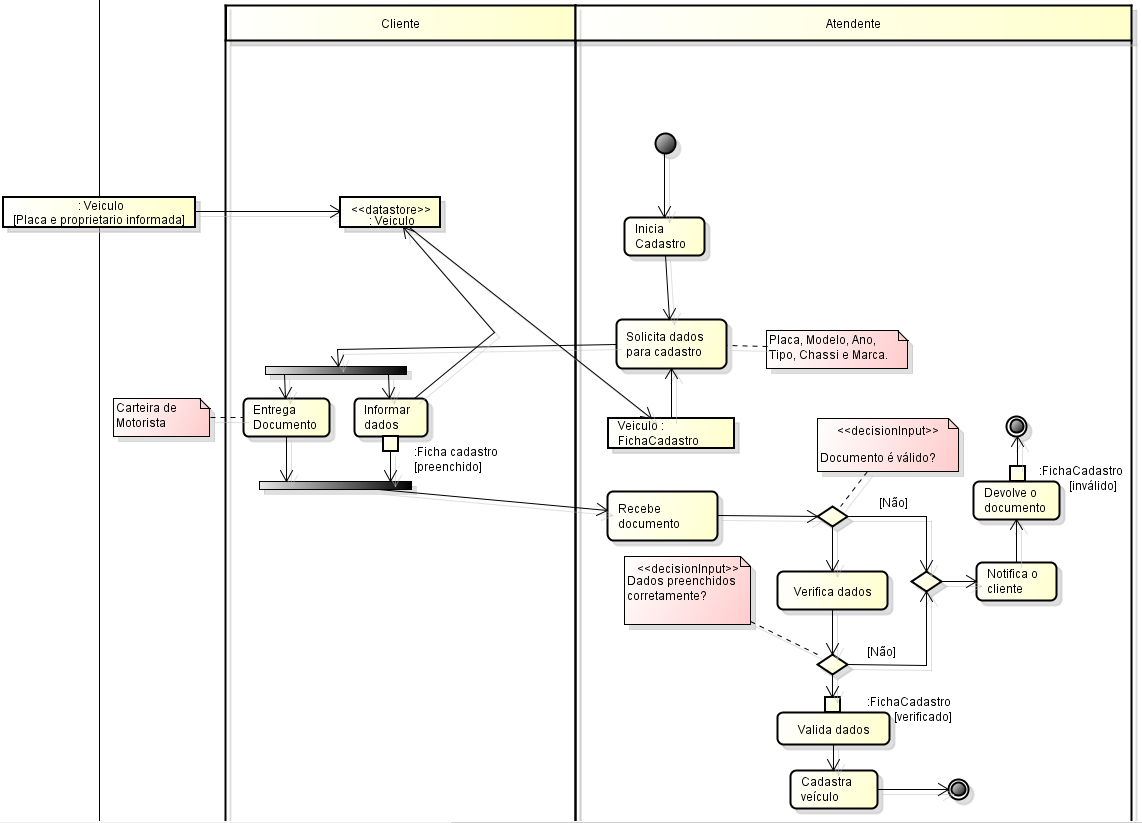 Cliente
Atendente
: Veiculo
[Placa e proprietario informada]
<<datastore>>
: Veiculo
Inicia
Cadastro
Solicita dados
para cadastro
Placa, Modelo, Ano,
Tipo, Chassi e Marca.
Carteira de
Motorista
Entrega
Documento
Informar
dados
:Ficha cadastro
[preenchido]
Veiculo :
FichaCadastro
<<decisionInput>>
Documento é válido?
:FichaCadastro
[inválido]
Devolve o
documento
Recebe
documento
[Não]
<<decisionInput>>
Dados preenchidos
corretamente?
Verifica dados
Notifica o
cliente
[Não]
:FichaCadastro
[verificado]
Valida dados
Cadastra
veículo